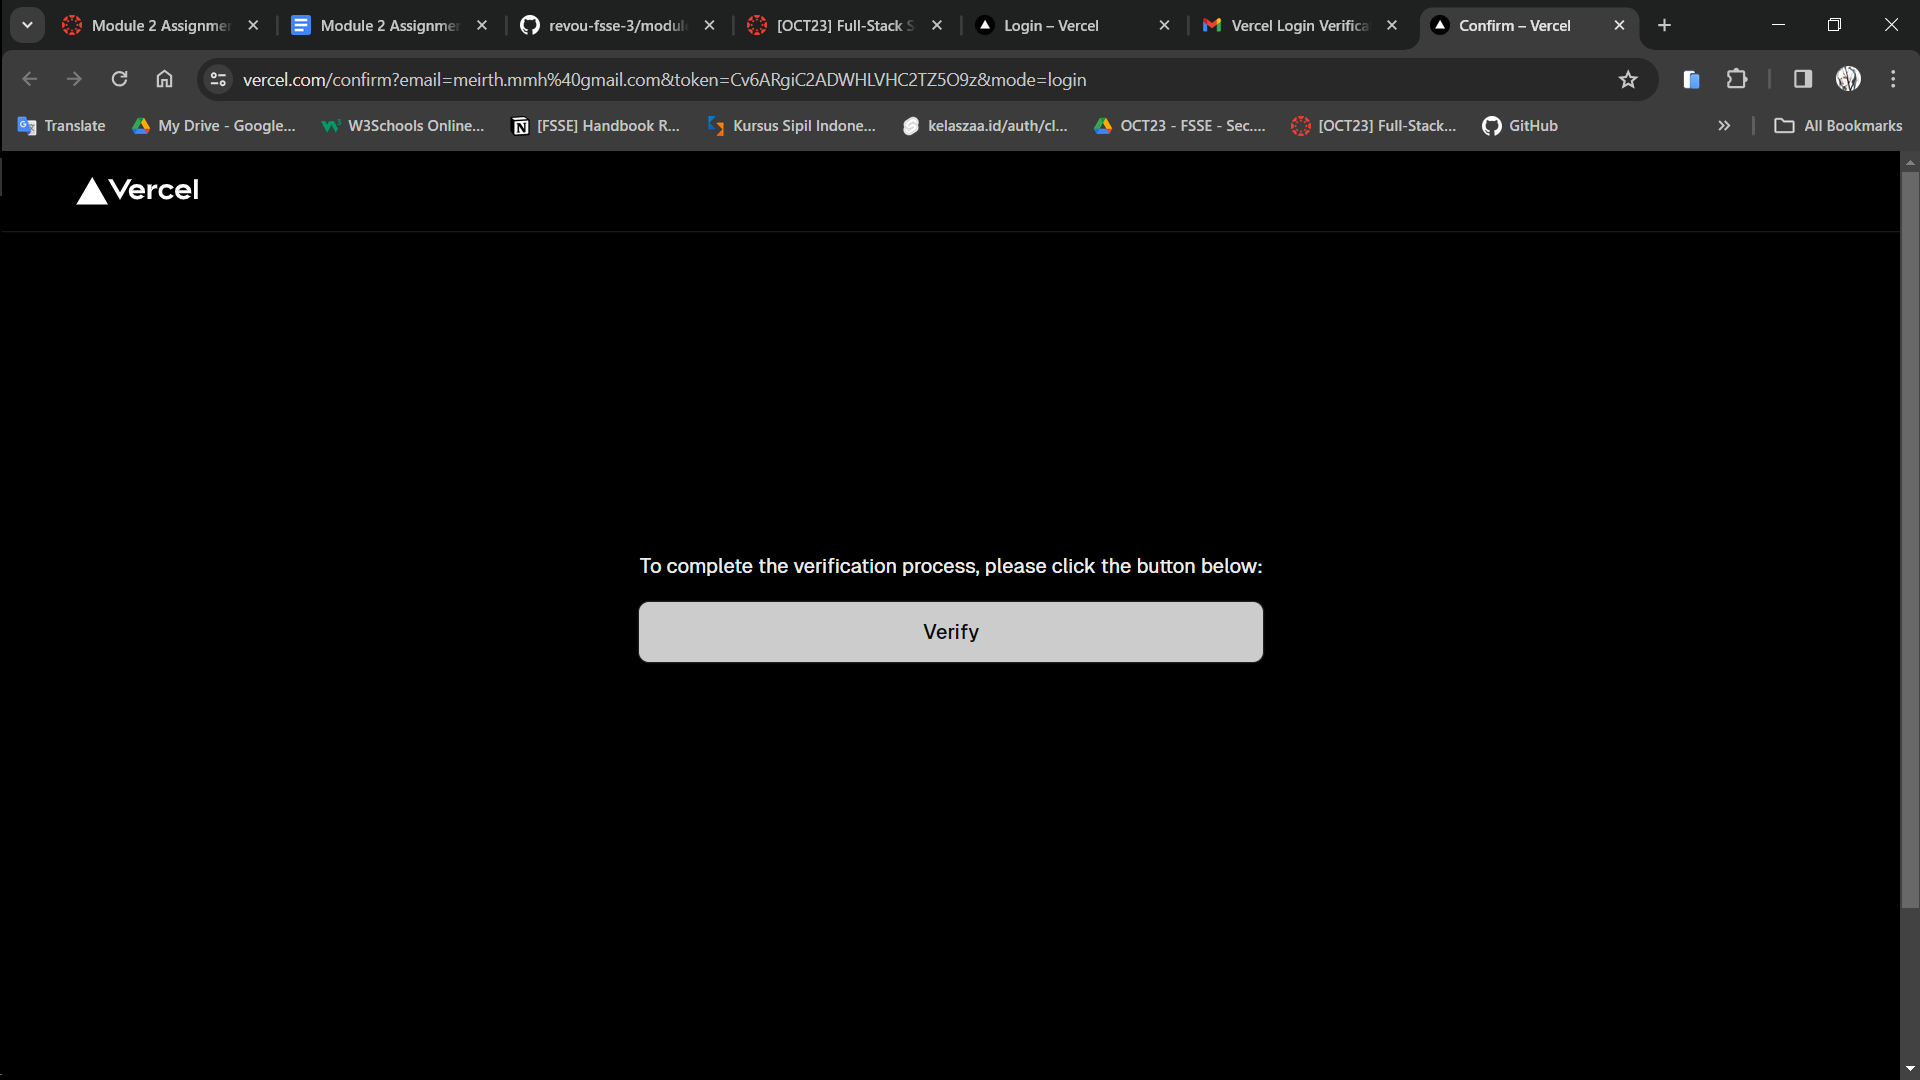 Module 2 Assignmen
Module 2 Assignmer
revou-fsse-3/modul
[OCT23] Full-Stack S
Login – Vercel
Vercel Login Verifica
Confirm – Vercel
vercel.com/confirm?email=meirth.mmh%40gmail.com&token=Cv6ARgiC2ADWHLVHC2TZ5O9z&mode=login
Translate
My Drive - Google...
W3Schools Online...
[FSSE] Handbook R...
Kursus Sipil Indone...
kelaszaa.id/auth/cl...
OCT23 - FSSE - Sec....
[OCT23] Full-Stack...
GitHub
All Bookmarks
Vercel
To complete the verification process, please click the button below:
Verify